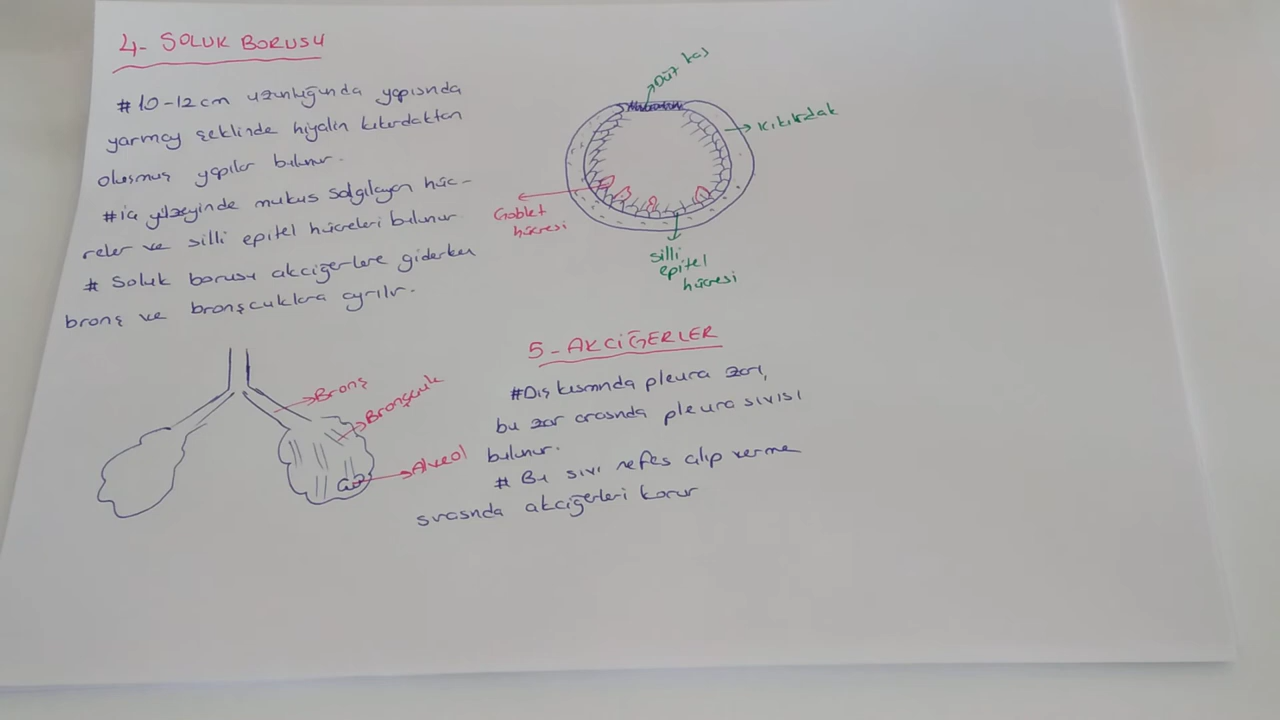 4- SOLUK BORUSU
# 10-12 cm uzunluğunda yapısında
yarımay şeklinde hiyalin kıkırdaktan
oluşmuş yapılar bulunur.
# iç yüzeyinde mukus salgılayan hüc-
reler ve silli epitel hücreleri bulunur
# Soluk borusu akciğerlere giderken
bronş ve bronşcuklara ayrılır.
Düz kas
Kıkırdak
Goblet
hücresi
silli
epitel
hücresi
Bronş
Bronşçuk
Alveol
5- AKCİĞERLER
# Dış kısmında pleura zarı,
bu zar arasında pleura sıvısı
bulunur.
# Bu sıvı nefes alıp verme
sırasında akciğerleri korur